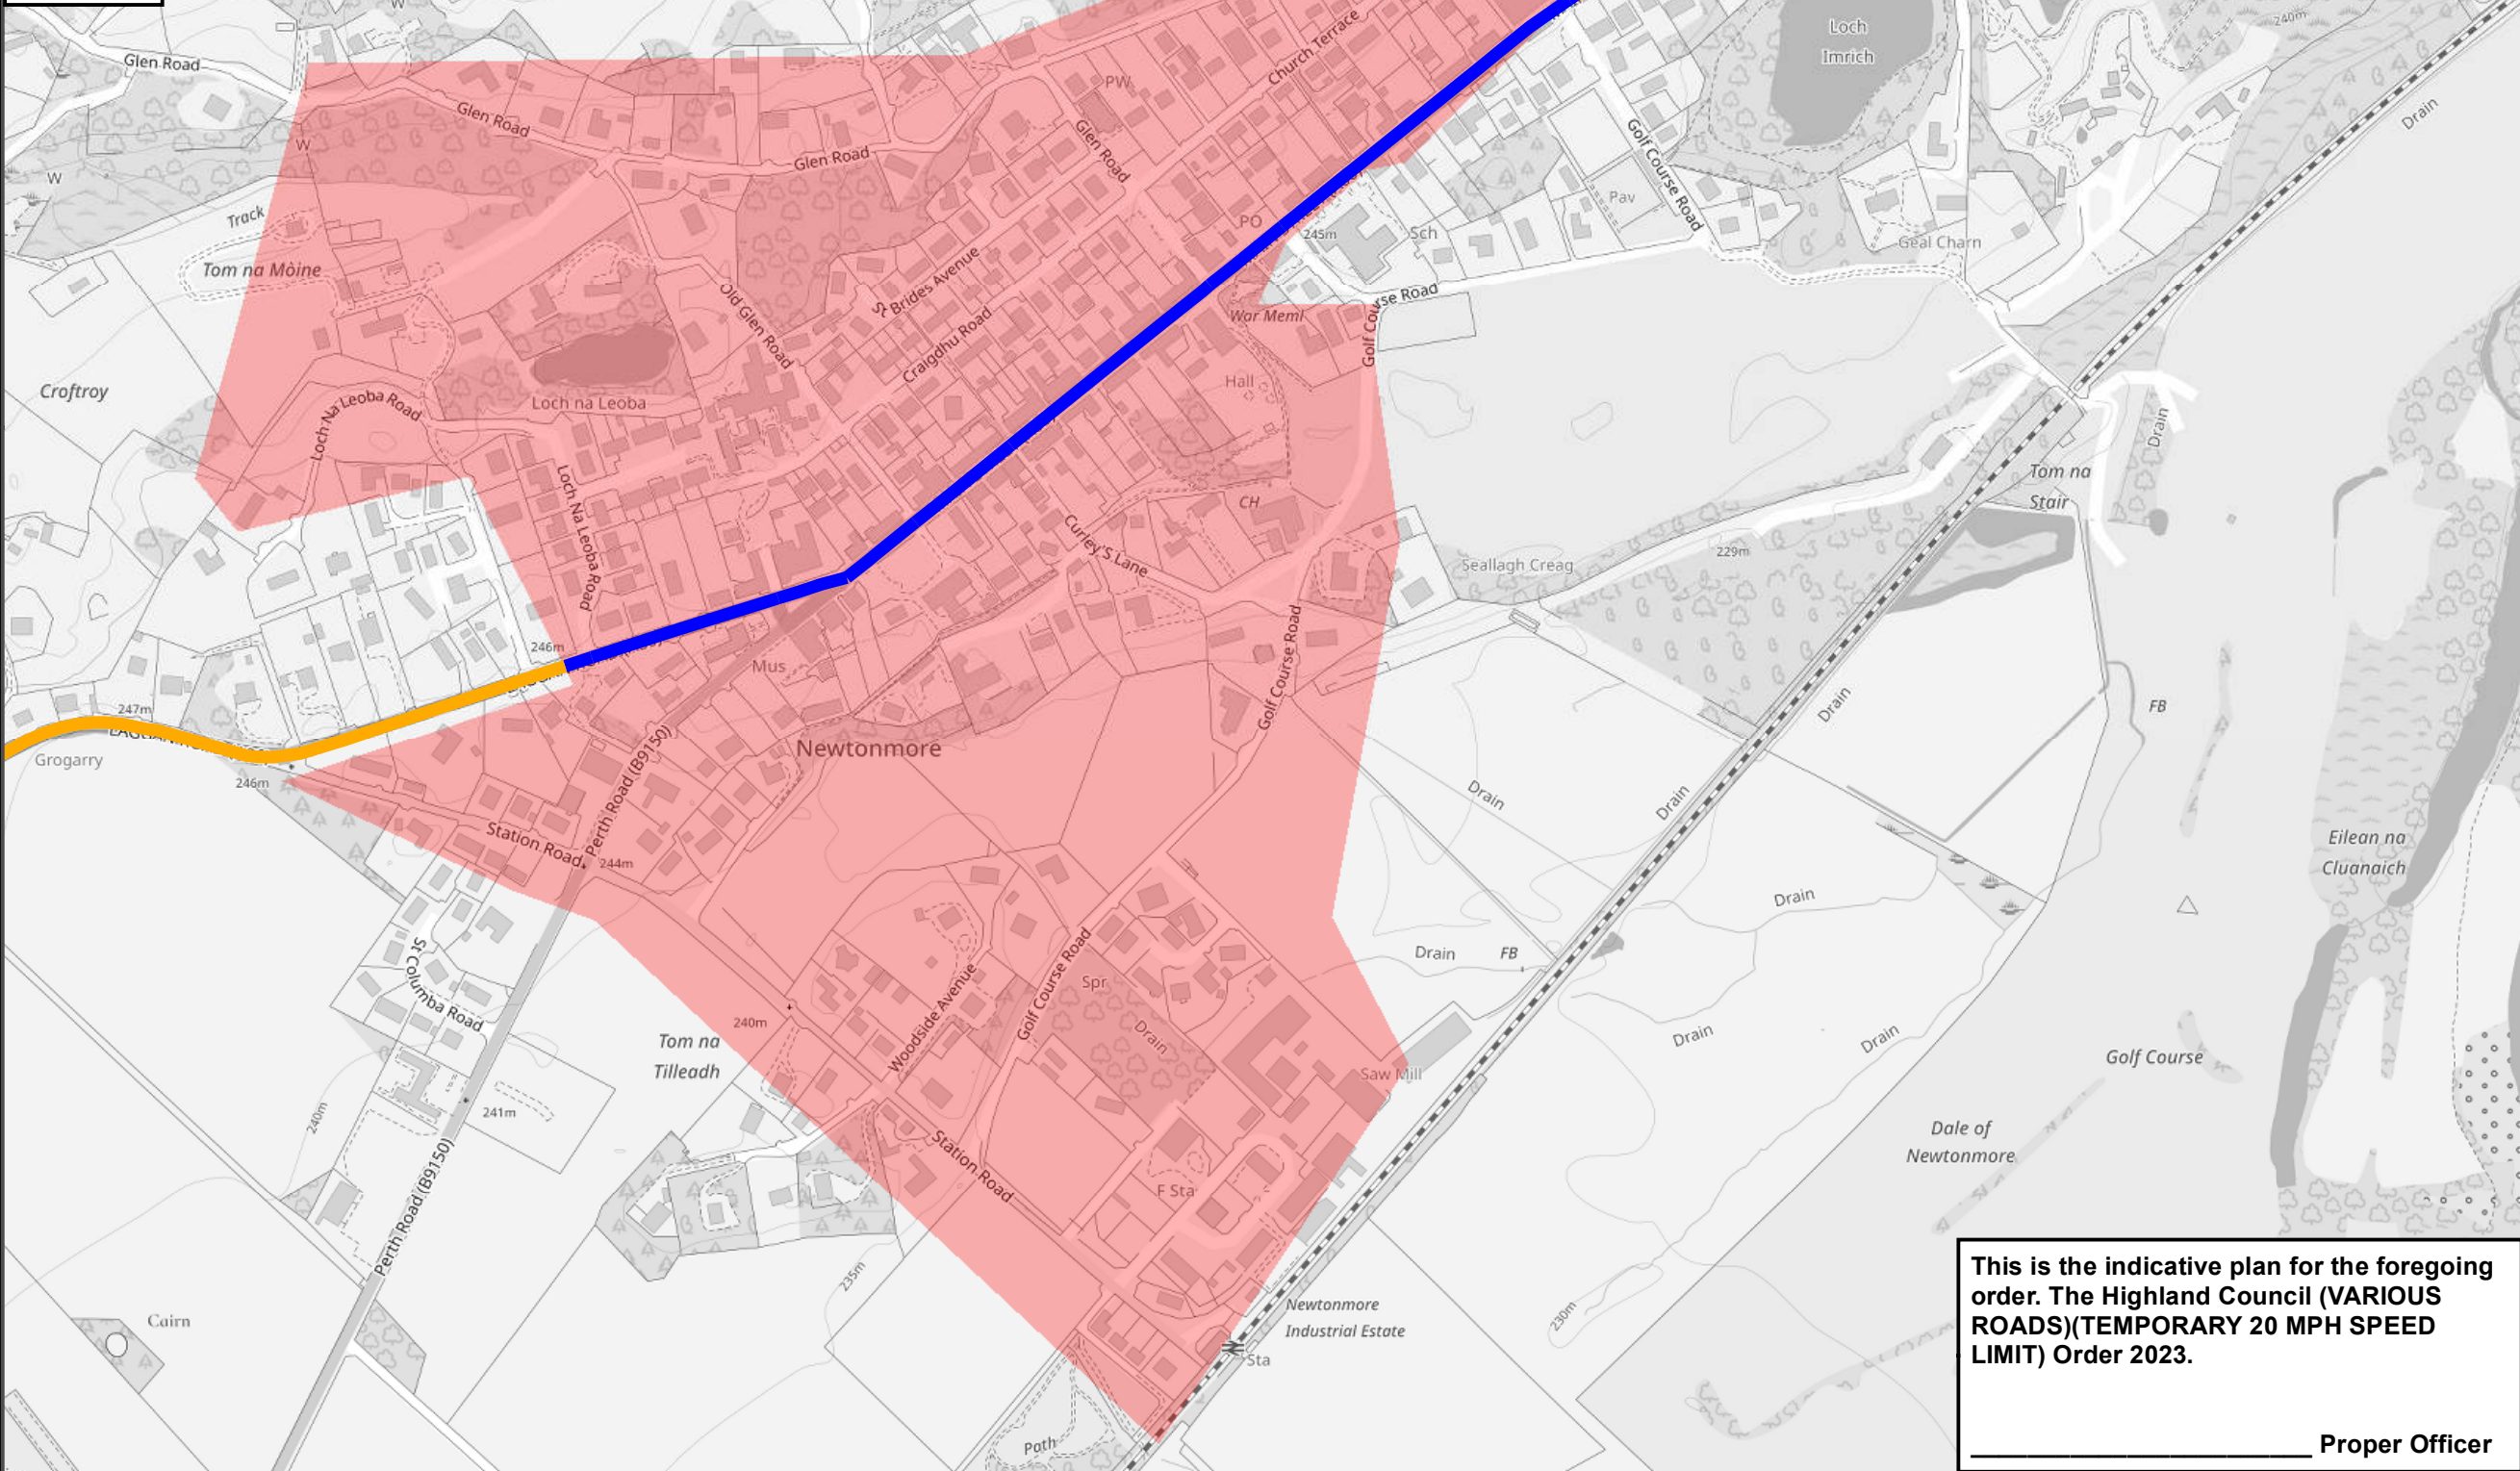 W
Glen Road
Loch
Imrich
240m
Church Terrace
PW
Glen Road
Glen Road
Glen Road
Golf Course Road
Drain
W
W
Track
Tom na Mòine
PO
245m
Sch
Pav
Geal Charn
St Brides Avenue
Old Glen Road
Craigdhu Road
War Meml
Golf Course Road
Golf Course Road
Croftroy
Loch Na Leoba Road
Loch na Leoba
Hall
Drain
Tom na
Stair
Loch Na Leoba Road
CH
Curley'S Lane
229m
Seallagh Creag
246m
Mus
Golf Course Road
Drain
FB
247m
Grogarry
246m
Newtonmore
Perth Road (B9150)
Drain
Drain
Station Road
244m
Eilean na
Cluanaich
Drain
St Columba Road
Woodside Avenue
Golf Course Road
Spr
Drain
Drain
FB
240m
Tom na
Tilleadh
Drain
Drain
Saw Mill
Golf Course
240m
241m
Dale of
Newtonmore
Perth Road (B9150)
Station Road
F Sta
235m
Cairn
Newtonmore
Industrial Estate
230m
Sta
Path
This is the indicative plan for the foregoing
order. The Highland Council (VARIOUS
ROADS)(TEMPORARY 20 MPH SPEED
LIMIT) Order 2023.
Proper Officer